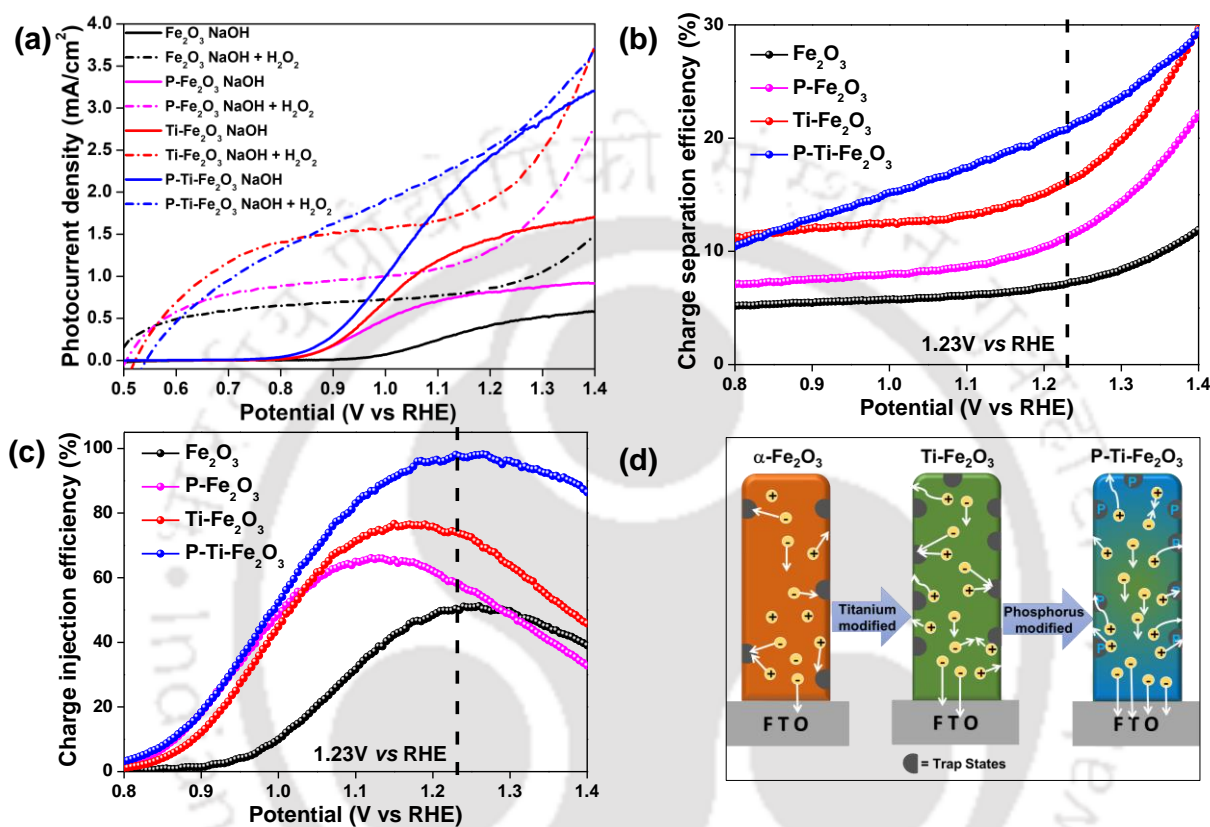 (a)
Photocurrent density (mA/cm²)
4.0
3.5
3.0
2.5
2.0
1.5
1.0
0.5
0.0
Fe₂O₃ NaOH
Fe₂O₃ NaOH + H₂O₂
P-Fe₂O₃ NaOH
P-Fe₂O₃ NaOH + H₂O₂
Ti-Fe₂O₃ NaOH
Ti-Fe₂O₃ NaOH + H₂O₂
P-Ti-Fe₂O₃ NaOH
P-Ti-Fe₂O₃ NaOH + H₂O₂
0.5 0.6 0.7 0.8 0.9 1.0 1.1 1.2 1.3 1.4
Potential (V vs RHE)
(b)
Charge separation efficiency (%)
30
20
10
0
Fe₂O₃
P-Fe₂O₃
Ti-Fe₂O₃
P-Ti-Fe₂O₃
1.23V vs RHE
0.8 0.9 1.0 1.1 1.2 1.3 1.4
Potential (V vs RHE)
(c)
Charge injection efficiency (%)
100
80
60
40
20
0
Fe₂O₃
P-Fe₂O₃
Ti-Fe₂O₃
P-Ti-Fe₂O₃
1.23V vs RHE
0.8 0.9 1.0 1.1 1.2 1.3 1.4
Potential (V vs RHE)
(d)
α-Fe₂O₃ Ti-Fe₂O₃ P-Ti-Fe₂O₃
Titanium
modified
Phosphorus
modified
P
P
P
P
P
P
P
F T O F T O F T O
= Trap States